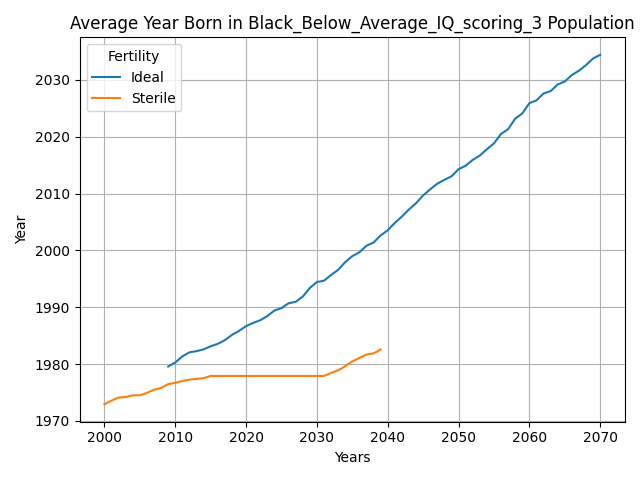 Average Year Born in Black_Below_Average_IQ_scoring_3 Population
Fertility
Ideal
Sterile
Year
2030
2020
2010
2000
1990
1980
1970
2000 2010 2020 2030 2040 2050 2060 2070
Years